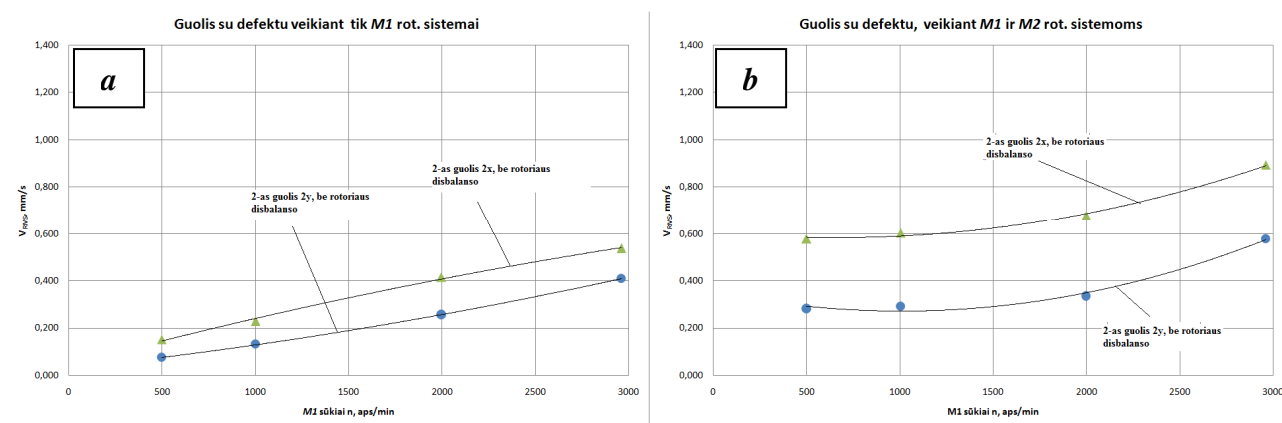 Guolis su defektu veikiant tik M1 rot. sistemai
a
1,400
1,200
1,000
0,800
0,600
0,400
0,200
0,000
V_RMS, mm/s
2-as guolis 2x, be rotoriaus
disbalanso
2-as guolis 2y, be rotoriaus
disbalanso
0 500 1000 1500 2000 2500 3000
M1 sūkiai n, aps/min
Guolis su defektu, veikiant M1 ir M2 rot. sistemoms
b
1,400
1,200
1,000
0,800
0,600
0,400
0,200
0,000
V_RMS, mm/s
2-as guolis 2x, be rotoriaus
disbalanso
2-as guolis 2y, be rotoriaus
disbalanso
0 500 1000 1500 2000 2500 3000
M1 sūkiai n, aps/min